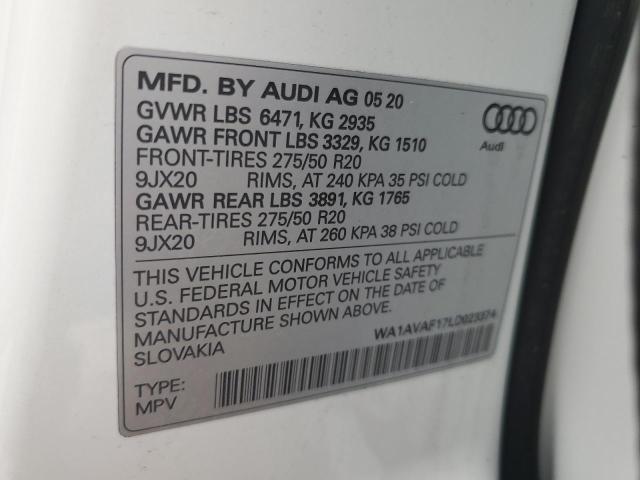 MFD. BY AUDI AG 05 20
GVWR LBS 6471, KG 2935
GAWR FRONT LBS 3329, KG 1510
FRONT-TIRES 275/50 R20
9JX20 RIMS, AT 240 KPA 35 PSI COLD
GAWR REAR LBS 3891, KG 1765
REAR-TIRES 275/50 R20
9JX20 RIMS, AT 260 KPA 38 PSI COLD
Audi
THIS VEHICLE CONFORMS TO ALL APPLICABLE
U.S. FEDERAL MOTOR VEHICLE SAFETY
STANDARDS IN EFFECT ON THE DATE OF
MANUFACTURE SHOWN ABOVE.
SLOVAKIA
WA1AVAF17LD023374
TYPE:
MPV